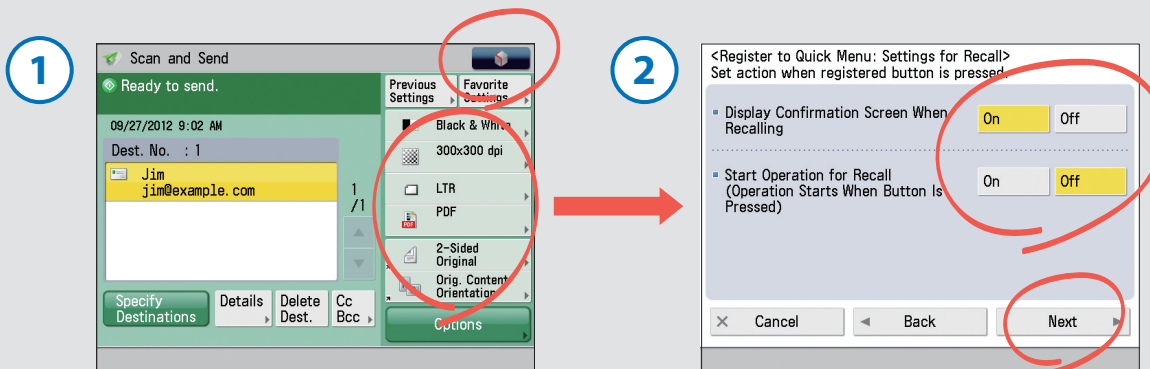 1
Scan and Send
Ready to send.
Previous
Settings
Favorite
Settings
09/27/2012 9:02 AM
Dest. No. : 1
Jim
jim@example.com
1
/1
Black & White
300x300 dpi
LTR
PDF
PDF
2-Sided
Original
Orig. Content
Orientation
Specify
Destinations
Details
Delete
Dest.
Cc
Bcc
Options
2
<Register to Quick Menu: Settings for Recall>
Set action when registered button is pressed.
Display Confirmation Screen When
Recalling
On
Off
Start Operation for Recall
(Operation Starts When Button Is
Pressed)
On
Off
Cancel
Back
Next